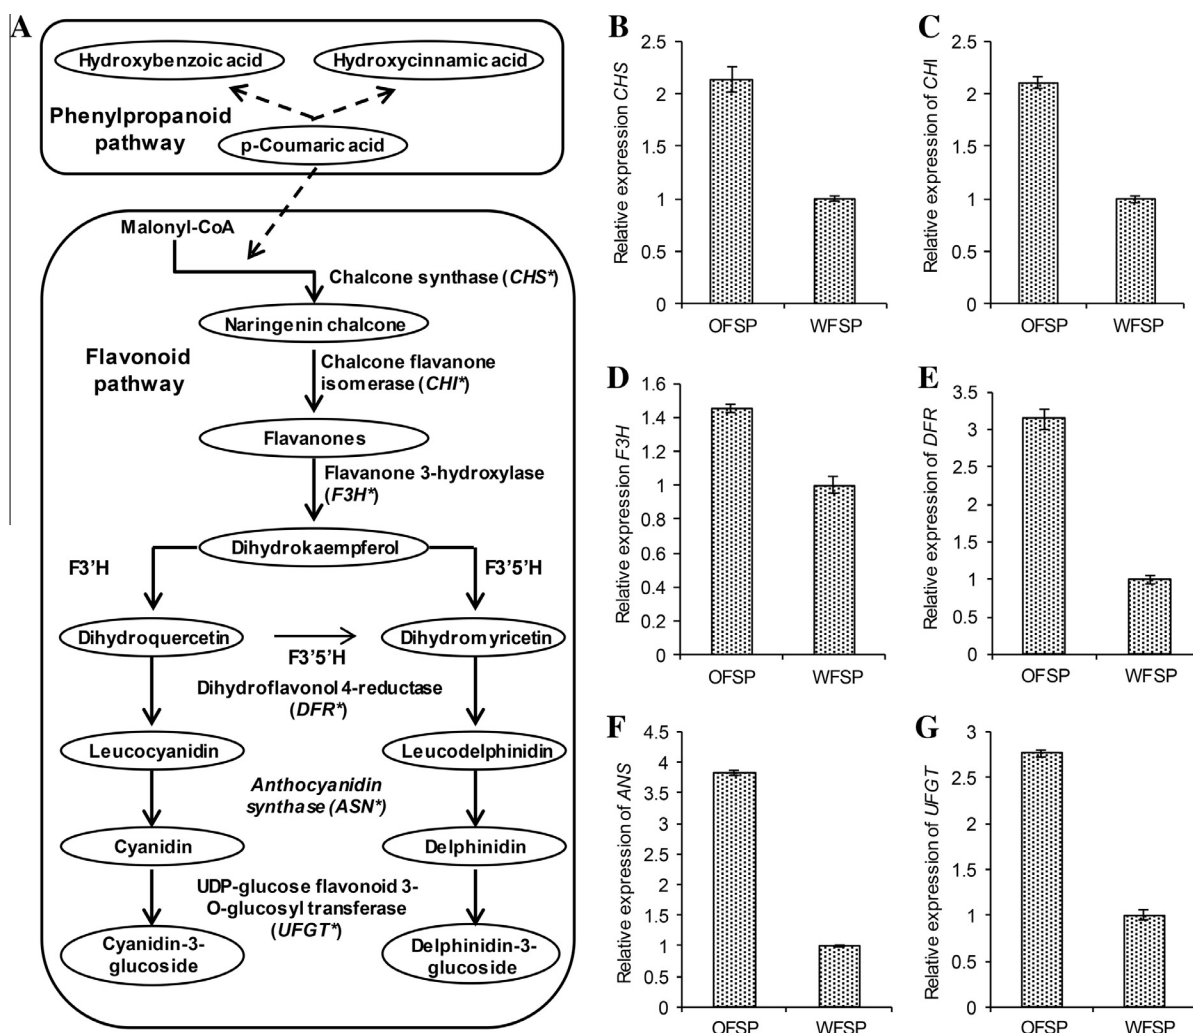 A
Hydroxybenzoic acid
Hydroxycinnamic acid
Phenylpropanoid
pathway
p-Coumaric acid
Malonyl-CoA
Chalcone synthase (CHS*)
Naringenin chalcone
Flavonoid
pathway
Chalcone flavanone
isomerase (CHI*)
Flavanones
Flavanone 3-hydroxylase
(F3H*)
Dihydrokaempferol
F3'H
F3'5'H
Dihydroquercetin
Dihydromyricetin
F3'5'H
Dihydroflavonol 4-reductase
(DFR*)
Leucocyanidin
Leucodelphinidin
Anthocyanidin
synthase (ASN*)
Cyanidin
Delphinidin
UDP-glucose flavonoid 3-
O-glucosyl transferase
(UFGT*)
Cyanidin-3-
glucoside
Delphinidin-3-
glucoside
B
Relative expression CHS
2.5
2
1.5
1
0.5
0
OFSP WFSP
C
Relative expression of CHI
2.5
2
1.5
1
0.5
0
OFSP WFSP
D
Relative expression F3H
1.6
1.4
1.2
1
0.8
0.6
0.4
0.2
0
OFSP WFSP
E
Relative expression of DFR
3.5
3
2.5
2
1.5
1
0.5
0
OFSP WFSP
F
Relative expression of ANS
4.5
4
3.5
3
2.5
2
1.5
1
0.5
0
OFSP WFSP
G
Relative expression of UFGT
3
2.5
2
1.5
1
0.5
0
OFSP WFSP